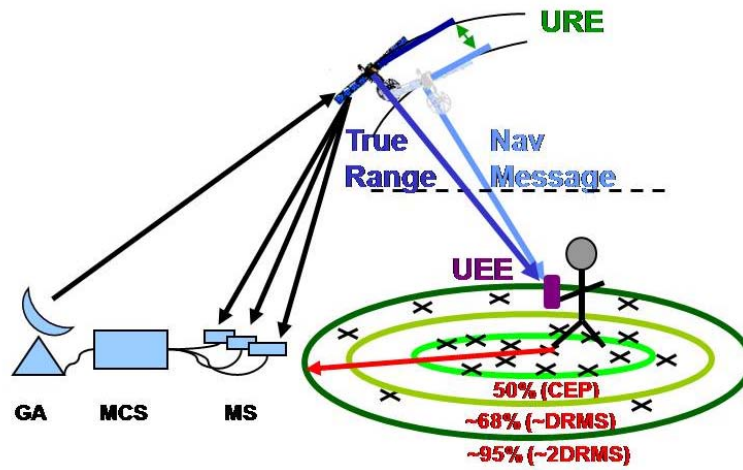 URE
True
Range
Nav
Message
UEE
GA
MCS
MS
50% (CEP)
~68% (~DRMS)
~95% (~2DRMS)